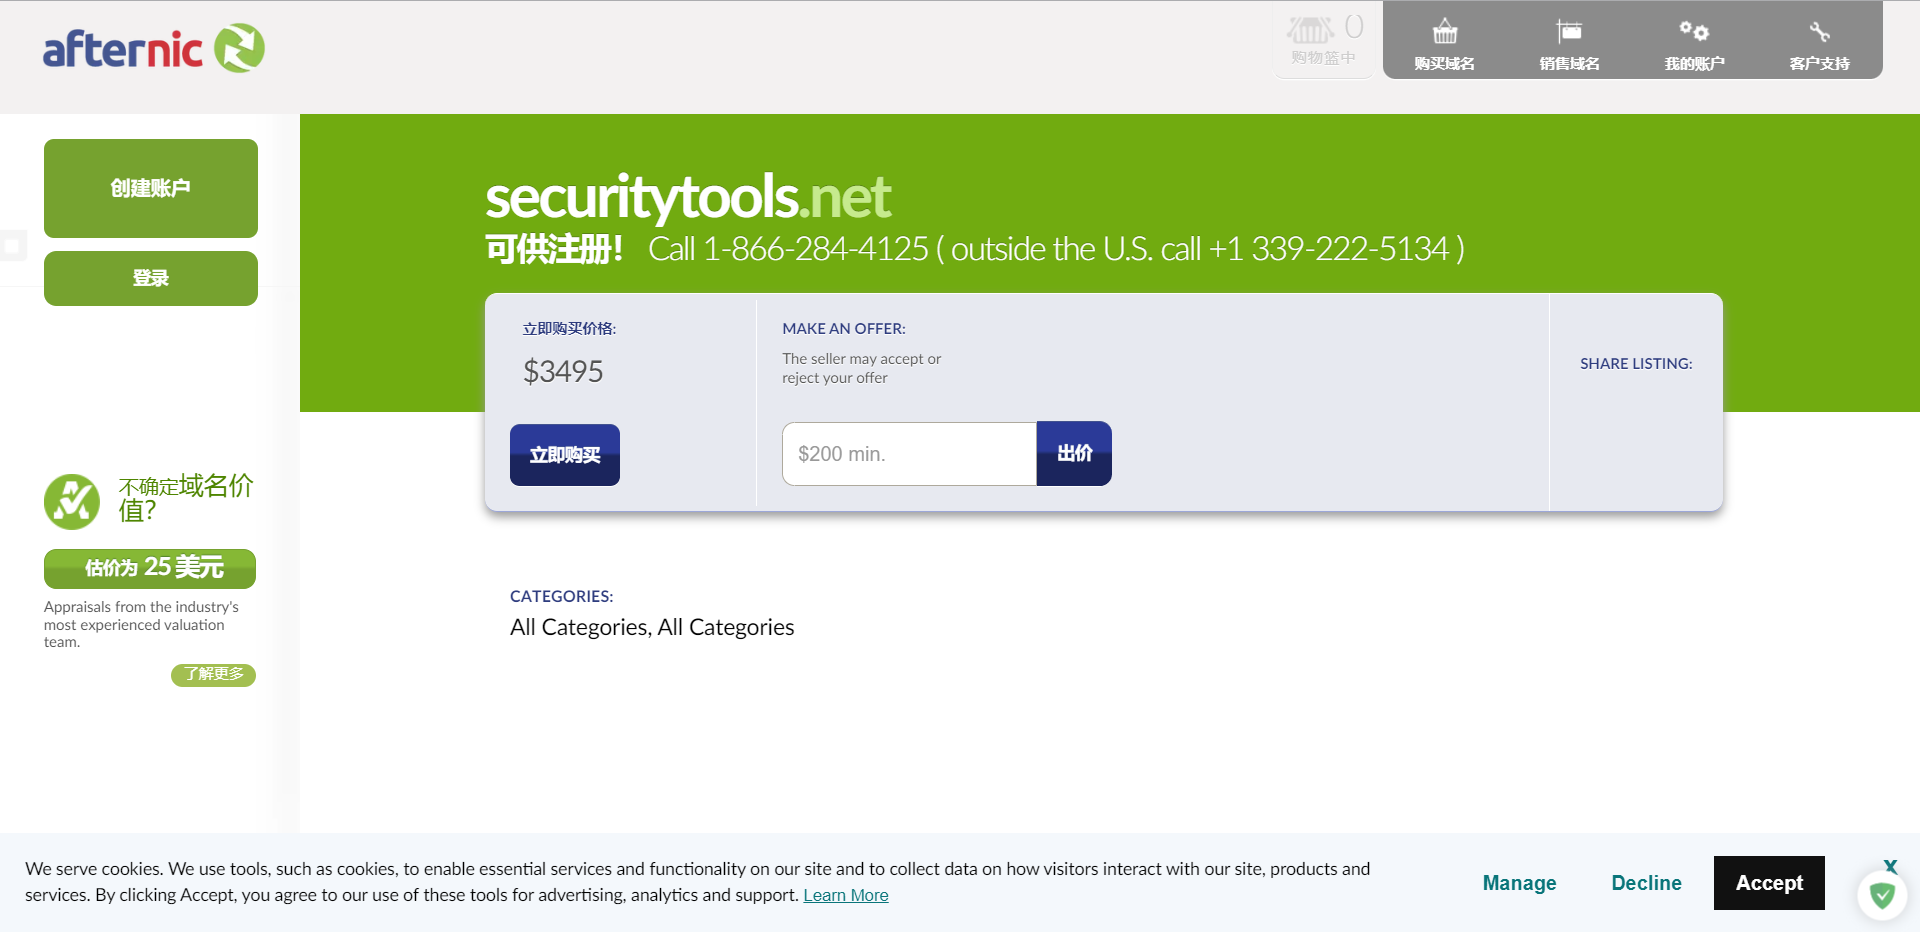 afternic
0
购物篮中
购买域名
销售域名
我的账户
客户支持
创建账户
登录
securitytools.net
可供注册! Call 1-866-284-4125 ( outside the U.S. call +1 339-222-5134 )
立即购买价格:
$3495
立即购买
MAKE AN OFFER:
The seller may accept or
reject your offer
$200 min.
出价
SHARE LISTING:
不确定域名价
值?
估价为 25 美元
Appraisals from the industry's
most experienced valuation
team.
了解更多
CATEGORIES:
All Categories, All Categories
We serve cookies. We use tools, such as cookies, to enable essential services and functionality on our site and to collect data on how visitors interact with our site, products and
services. By clicking Accept, you agree to our use of these tools for advertising, analytics and support. Learn More
Manage
Decline
Accept
X